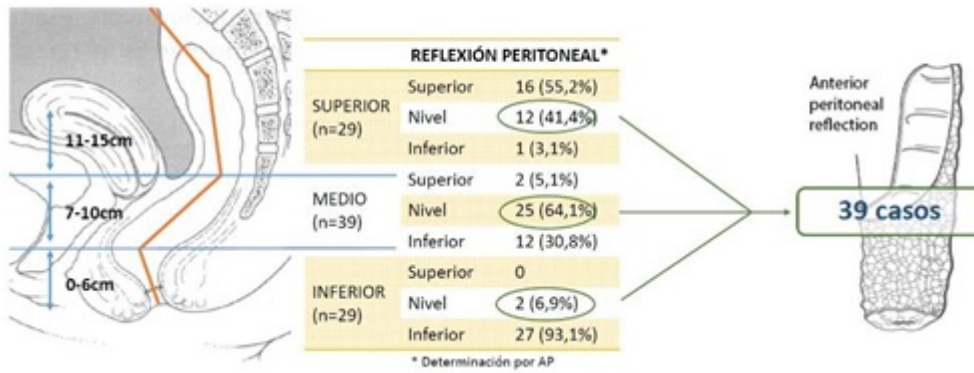 11-15cm
7-10cm
0-6cm
REFLEXIÓN PERITONEAL*
SUPERIOR
(n=29)
Superior 16 (55,2%)
Nivel 12 (41,4%)
Inferior 1 (3,1%)
MEDIO
(n=39)
Superior 2 (5,1%)
Nivel 25 (64,1%)
Inferior 12 (30,8%)
INFERIOR
(n=29)
Superior 0
Nivel 2 (6,9%)
Inferior 27 (93,1%)
* Determinación por AP
Anterior
peritoneal
reflection
39 casos